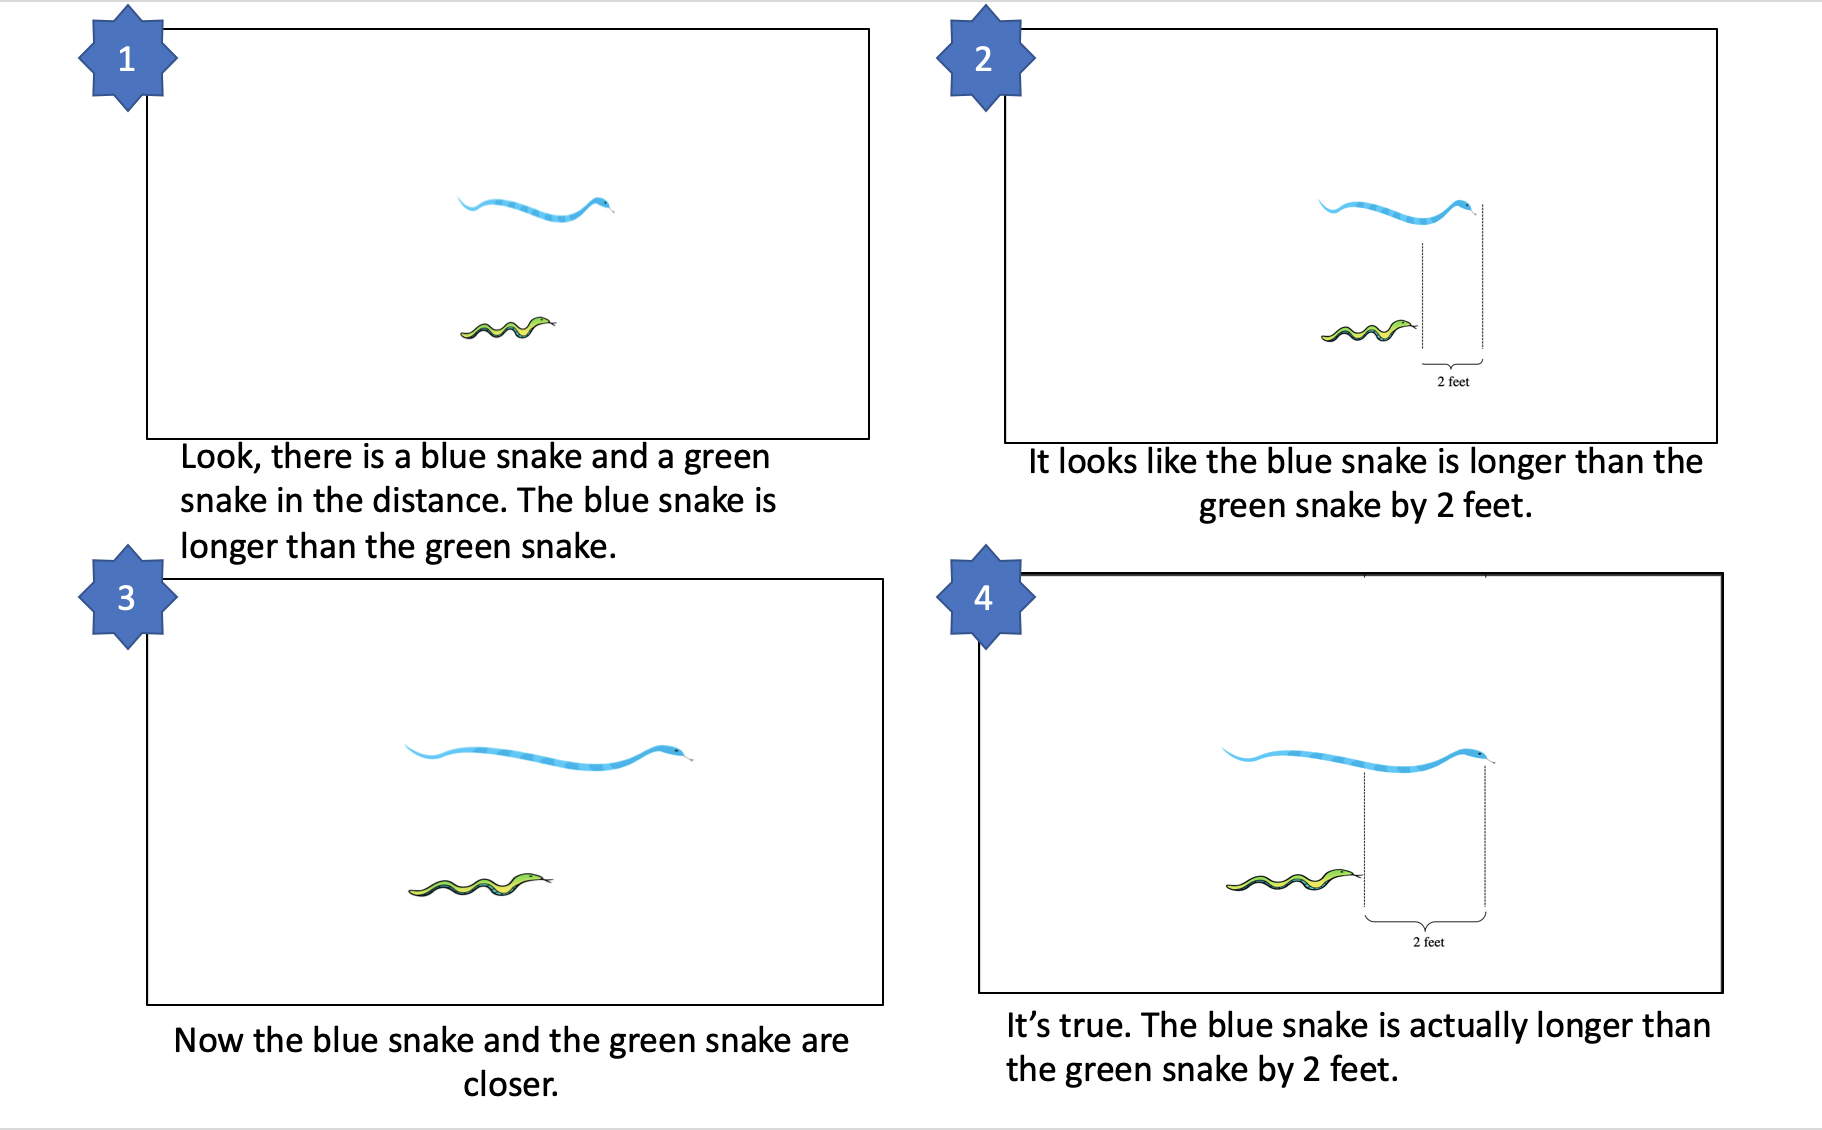 1
Look, there is a blue snake and a green
snake in the distance. The blue snake is
longer than the green snake.
2
2 feet
It looks like the blue snake is longer than the
green snake by 2 feet.
3
Now the blue snake and the green snake are
closer.
4
2 feet
It’s true. The blue snake is actually longer than
the green snake by 2 feet.